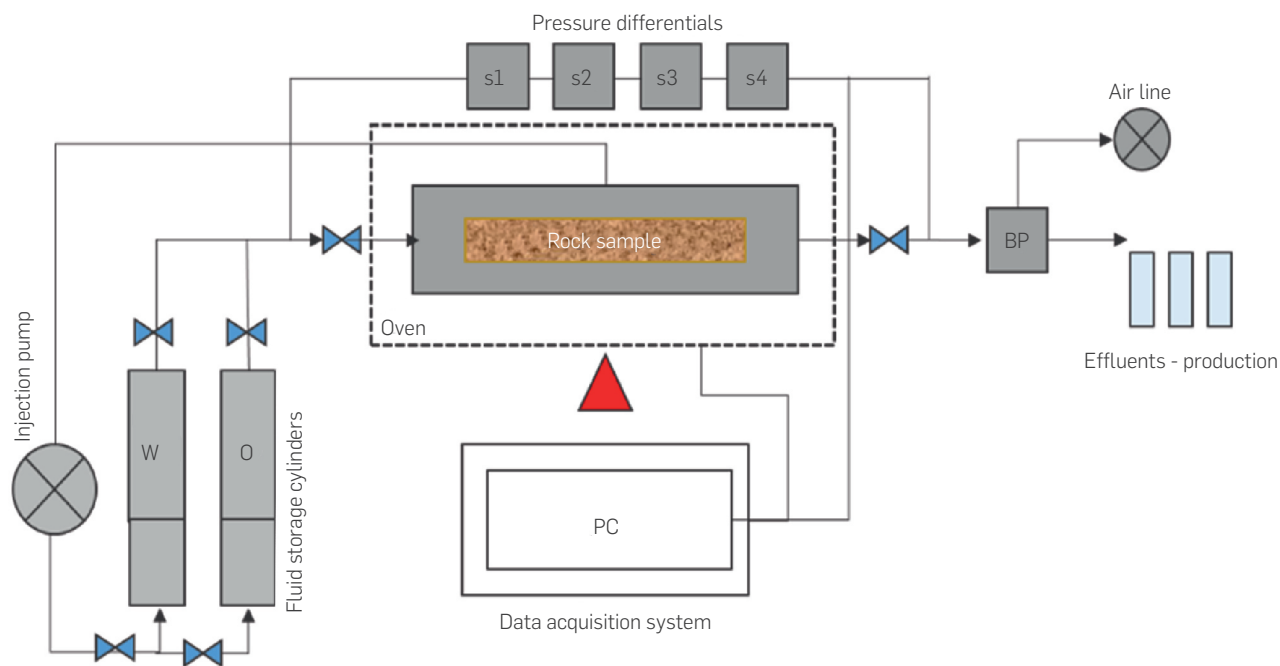 Pressure differentials
s1 s2 s3 s4
Air line
Rock sample
BP
Oven
Effluents - production
Injection pump
W
O
Fluid storage cylinders
PC
Data acquisition system